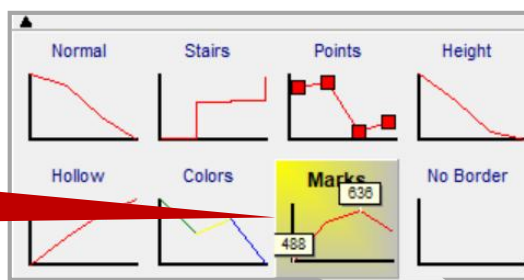 Normal Stairs Points Height
Hollow Colors Marks No Border
636
488